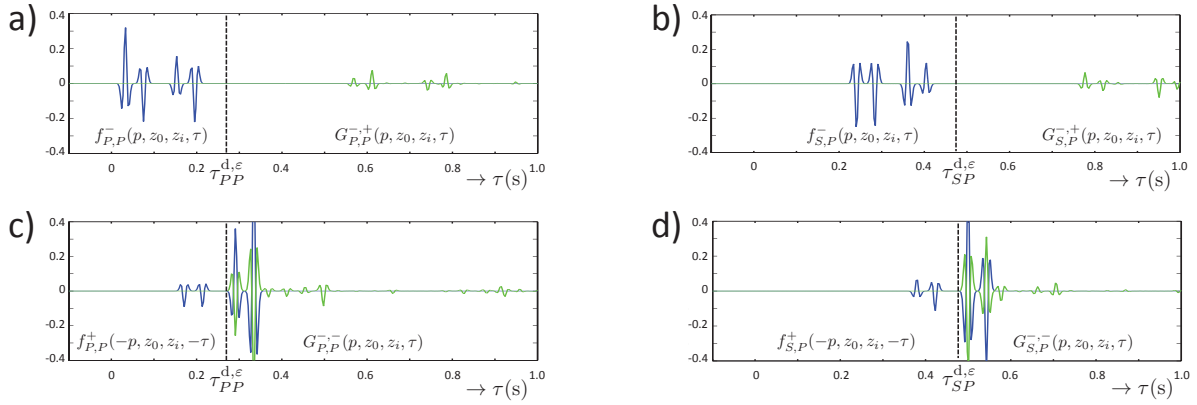 a)
0.4
0.2
0
-0.2
-0.4
f⁻_{P,P}(p, z₀, z_i, τ)
G^{−,+}_{P,P}(p, z₀, z_i, τ)
0
0.2
0.4
0.6
0.8
1.0
τ^{d,ε}_{PP}
→ τ(s)
b)
0.4
0.2
0
-0.2
-0.4
f⁻_{S,P}(p, z₀, z_i, τ)
G^{−,+}_{S,P}(p, z₀, z_i, τ)
0
0.2
0.4
0.6
0.8
1.0
τ^{d,ε}_{SP}
→ τ(s)
c)
0.4
0.2
0
-0.2
-0.4
f⁺_{P,P}(−p, z₀, z_i, −τ)
G^{−,−}_{P,P}(p, z₀, z_i, τ)
0
0.2
0.4
0.6
0.8
1.0
τ^{d,ε}_{PP}
→ τ(s)
d)
0.4
0.2
0
-0.2
-0.4
f⁺_{S,P}(−p, z₀, z_i, −τ)
G^{−,−}_{S,P}(p, z₀, z_i, τ)
0
0.2
0.4
0.6
0.8
1.0
τ^{d,ε}_{SP}
→ τ(s)